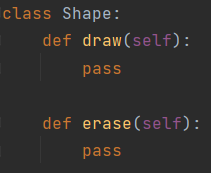 class Shape:
    def draw(self):
        pass

    def erase(self):
        pass